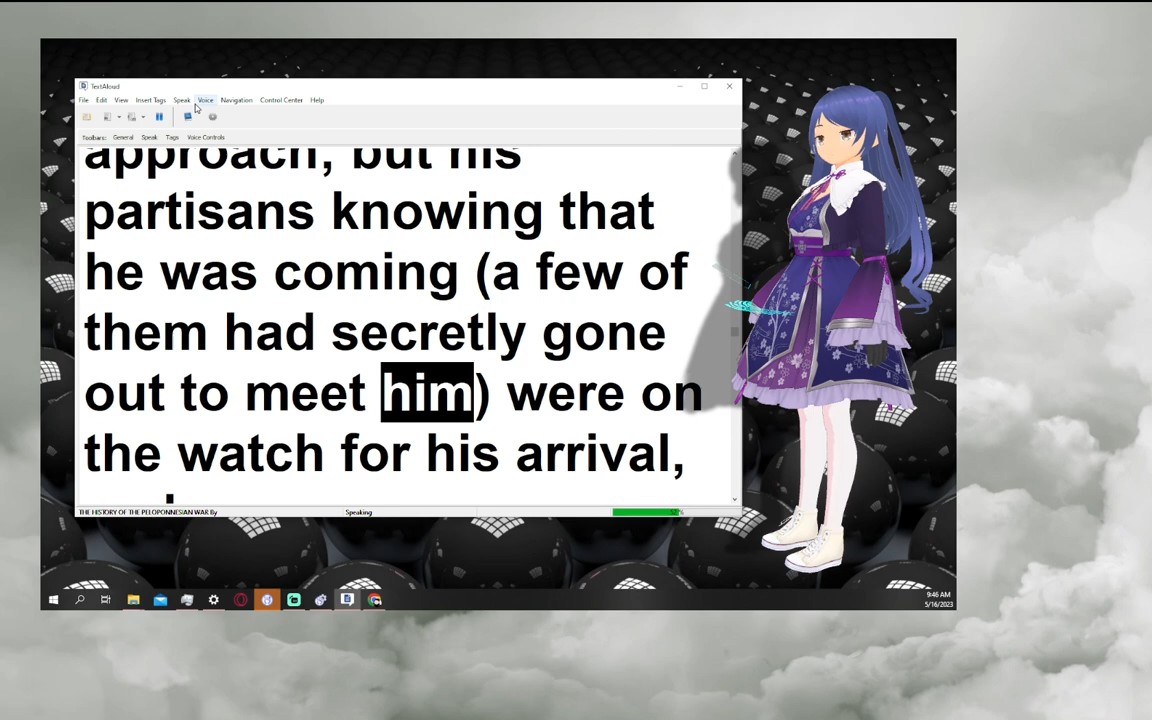 TextAloud
File Edit View Insert Tags Speak Voice Navigation Control Center Help
Toolbars: General Speak Tags Voice Controls
approach, but his
partisans knowing that
he was coming (a few of
them had secretly gone
out to meet him) were on
the watch for his arrival,
THE HISTORY OF THE PELOPONNESIAN WAR By
Speaking
9:46 AM
5/16/2023